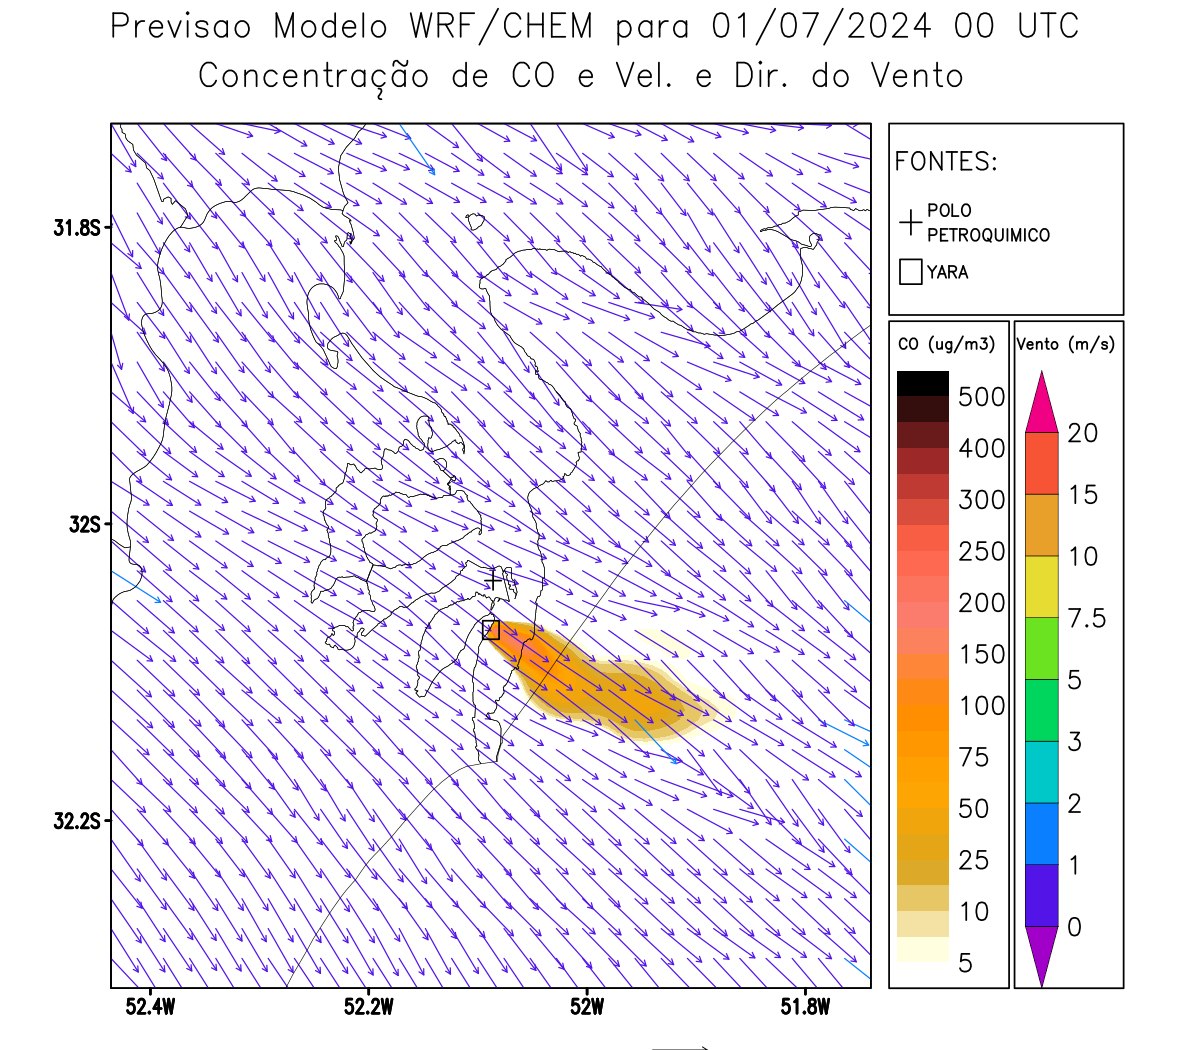 Previsao Modelo WRF/CHEM para 01/07/2024 00 UTC
Concentração de CO e Vel. e Dir. do Vento
FONTES:
POLO
PETROQUIMICO
YARA
CO (ug/m3)
500
400
300
250
200
150
100
75
50
25
10
5
Vento (m/s)
20
15
10
7.5
5
3
2
1
0
31.8S
32S
32.2S
52.4W
52.2W
52W
51.8W